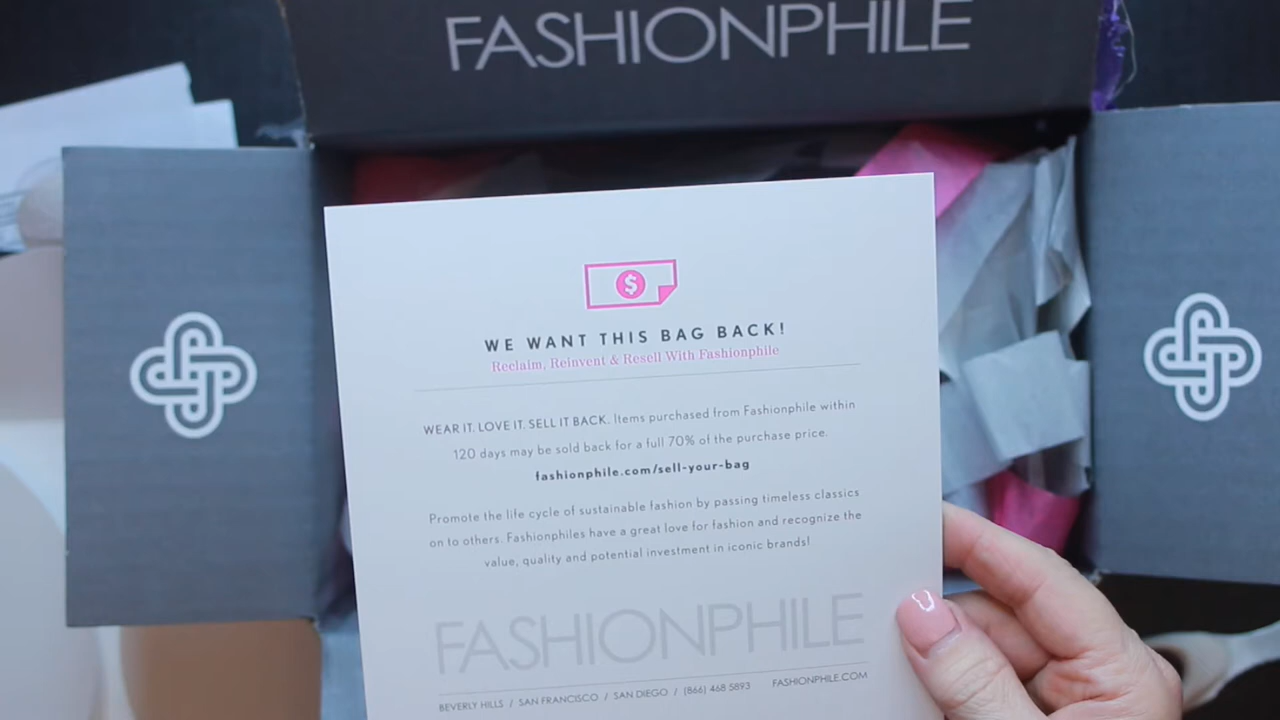 FASHIONPHILE
$
WE WANT THIS BAG BACK!
Reclaim, Reinvent & Resell With Fashionphile
WEAR IT. LOVE IT. SELL IT BACK. Items purchased from Fashionphile within
120 days may be sold back for a full 70% of the purchase price.
fashionphile.com/sell-your-bag
Promote the life cycle of sustainable fashion by passing timeless classics
on to others. Fashionphiles have a great love for fashion and recognize the
value, quality and potential investment in iconic brands!
FASHIONPHILE
BEVERLY HILLS / SAN FRANCISCO / SAN DIEGO / (866) 468 5893 FASHIONPHILE.COM